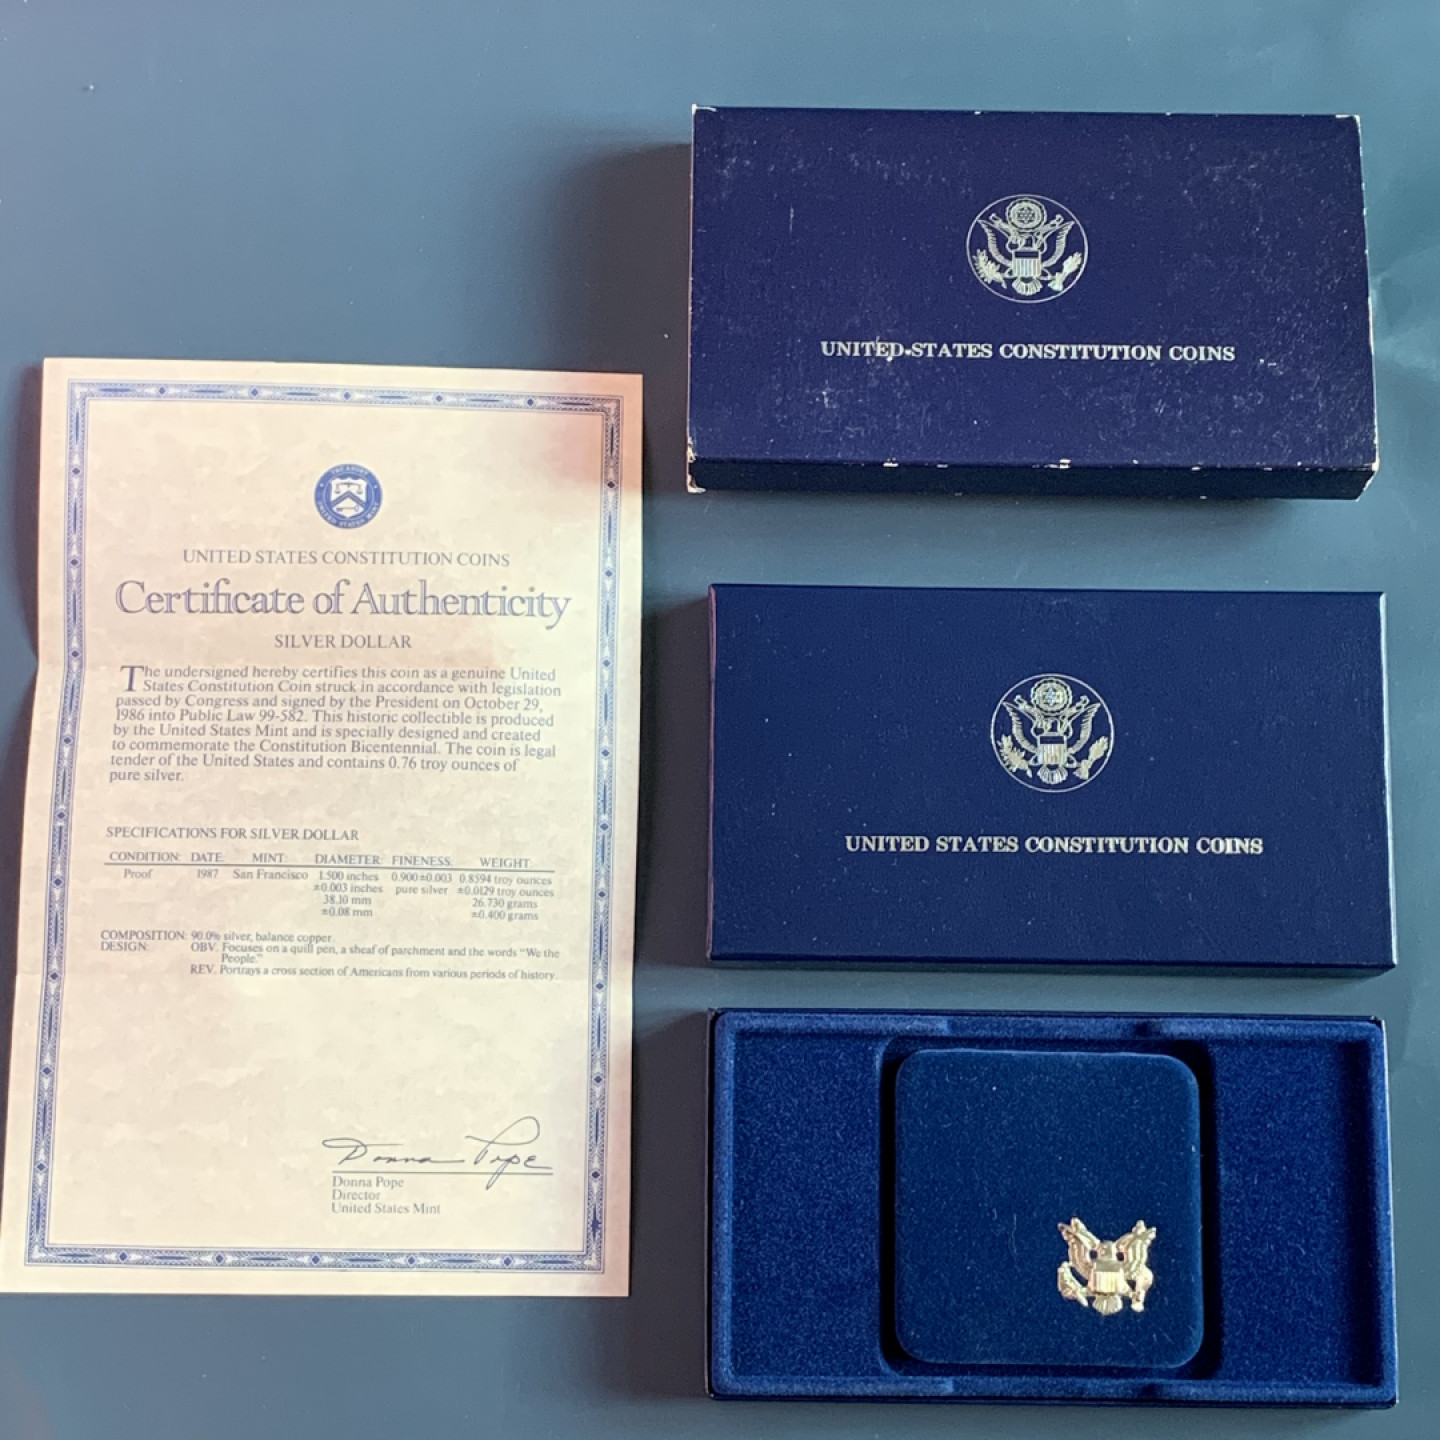 UNITED STATES CONSTITUTION COINS
UNITED STATES CONSTITUTION COINS
UNITED STATES CONSTITUTION COINS
Certificate of Authenticity
SILVER DOLLAR
The undersigned hereby certifies this coin as a genuine United
States Constitution Coin struck in accordance with legislation
passed by Congress and signed by the President on October 29,
1986 into Public Law 99-582. This historic collectible is produced
by the United States Mint and is specially designed and created
to commemorate the Constitution Bicentennial. The coin is legal
tender of the United States and contains 0.76 troy ounces of
pure silver.
SPECIFICATIONS FOR SILVER DOLLAR
CONDITION: DATE: MINT: DIAMETER: FINENESS: WEIGHT:
Proof 1987 San Francisco 1.500 inches 0.900±0.003 0.8594 troy ounces
±0.003 inches pure silver ±0.0129 troy ounces
38.10 mm 26.730 grams
±0.08 mm ±0.400 grams
COMPOSITION: 90.0% silver, balance copper.
DESIGN: OBV. Focuses on a quill pen, a sheaf of parchment and the words "We the
People."
REV. Portrays a cross section of Americans from various periods of history.
Donna Pope
Donna Pope
Director
United States Mint